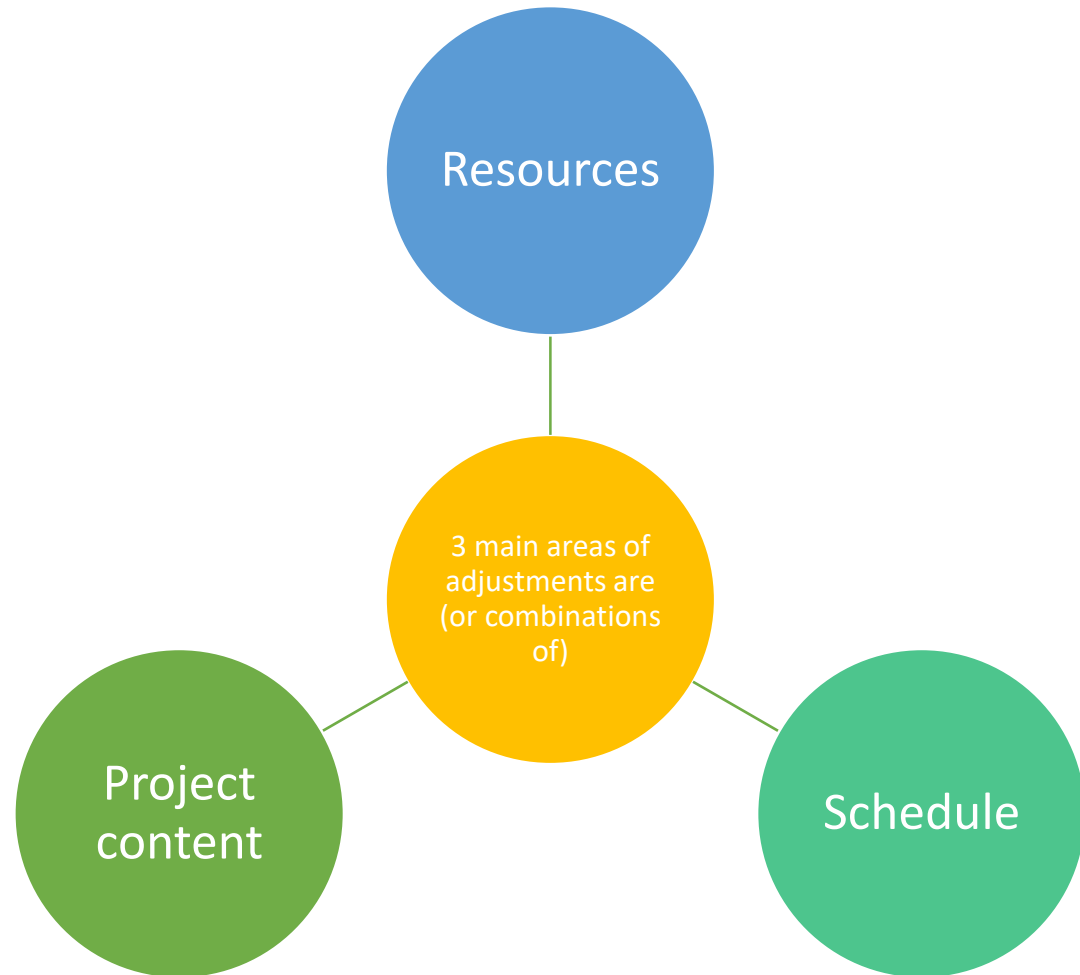 Resources
3 main areas of
adjustments are
(or combinations
of)
Project
content
Schedule